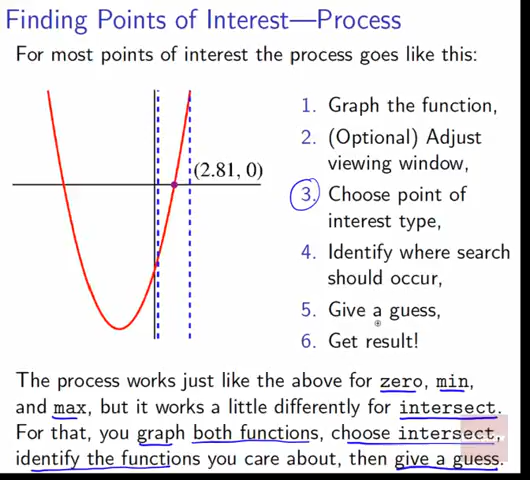 Finding Points of Interest—Process
For most points of interest the process goes like this:
(2.81, 0)
1. Graph the function,
2. (Optional) Adjust
viewing window,
3. Choose point of
interest type,
4. Identify where search
should occur,
5. Give a guess,
6. Get result!
The process works just like the above for zero, min,
and max, but it works a little differently for intersect.
For that, you graph both functions, choose intersect,
identify the functions you care about, then give a guess.